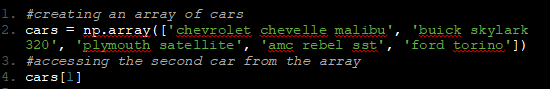 1. #creating an array of cars
2. cars = np.array(['chevrolet chevelle malibu', 'buick skylark
320', 'plymouth satellite', 'amc rebel sst', 'ford torino'])
3. #accessing the second car from the array
4. cars[1]